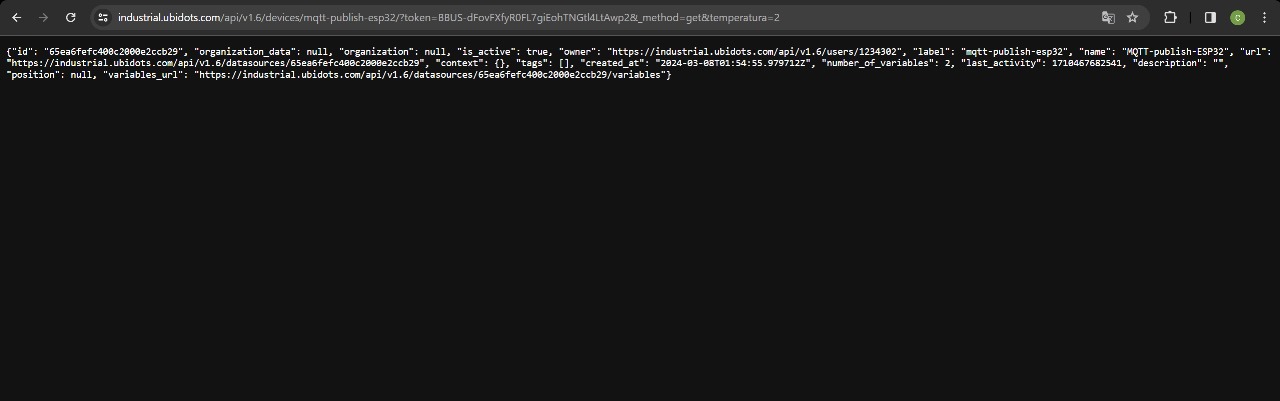 industrial.ubidots.com/api/v1.6/devices/mqtt-publish-esp32/?token=BBUS-dFovFXfyR0FL7giEohTNGtl4LtAwp2&_method=get&temperatura=2
C
{"id": "65ea6fefc400c2000e2ccb29", "organization_data": null, "organization": null, "is_active": true, "owner": "https://industrial.ubidots.com/api/v1.6/users/1234302", "label": "mqtt-publish-esp32", "name": "MQTT-publish-ESP32", "url":
"https://industrial.ubidots.com/api/v1.6/datasources/65ea6fefc400c2000e2ccb29", "context": {}, "tags": [], "created_at": "2024-03-08T01:54:55.979712Z", "number_of_variables": 2, "last_activity": 1710467682541, "description": "",
"position": null, "variables_url": "https://industrial.ubidots.com/api/v1.6/datasources/65ea6fefc400c2000e2ccb29/variables"}